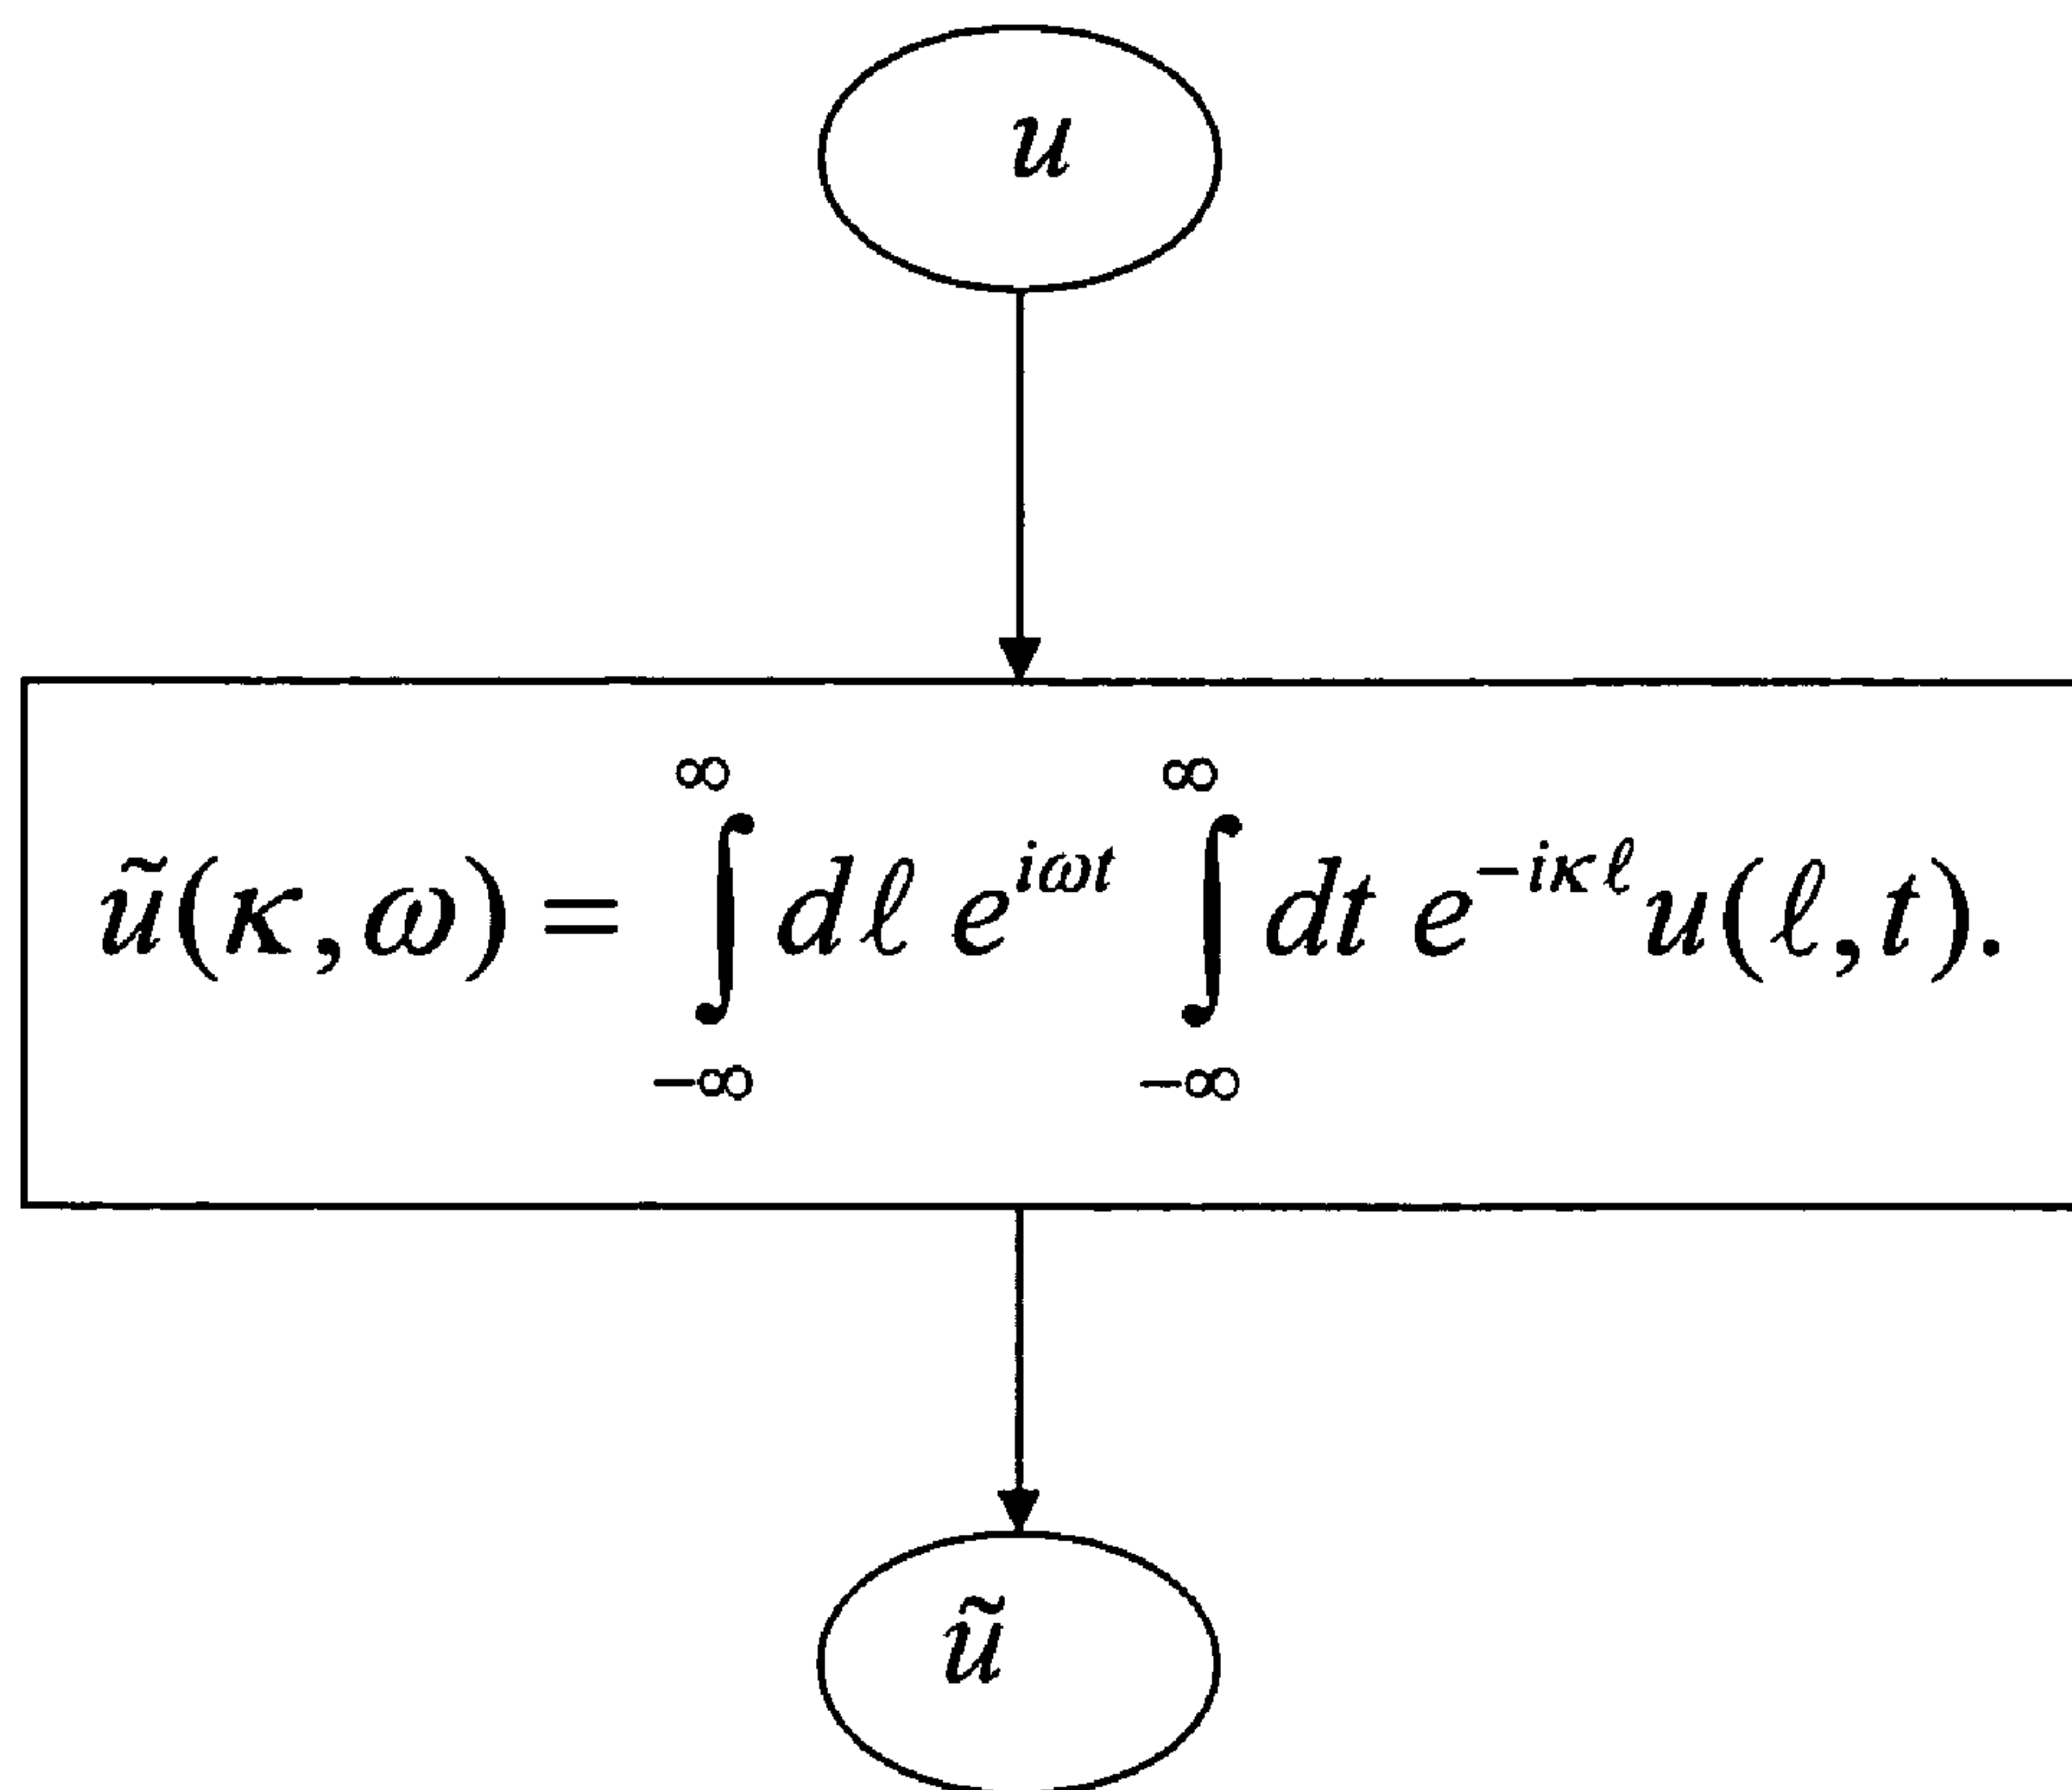 u
ũ(κ,ω) = ∫_{-∞}^{∞} dℓ e^{iωt} ∫_{-∞}^{∞} dt e^{-iκℓ} u(ℓ,t).
ũ